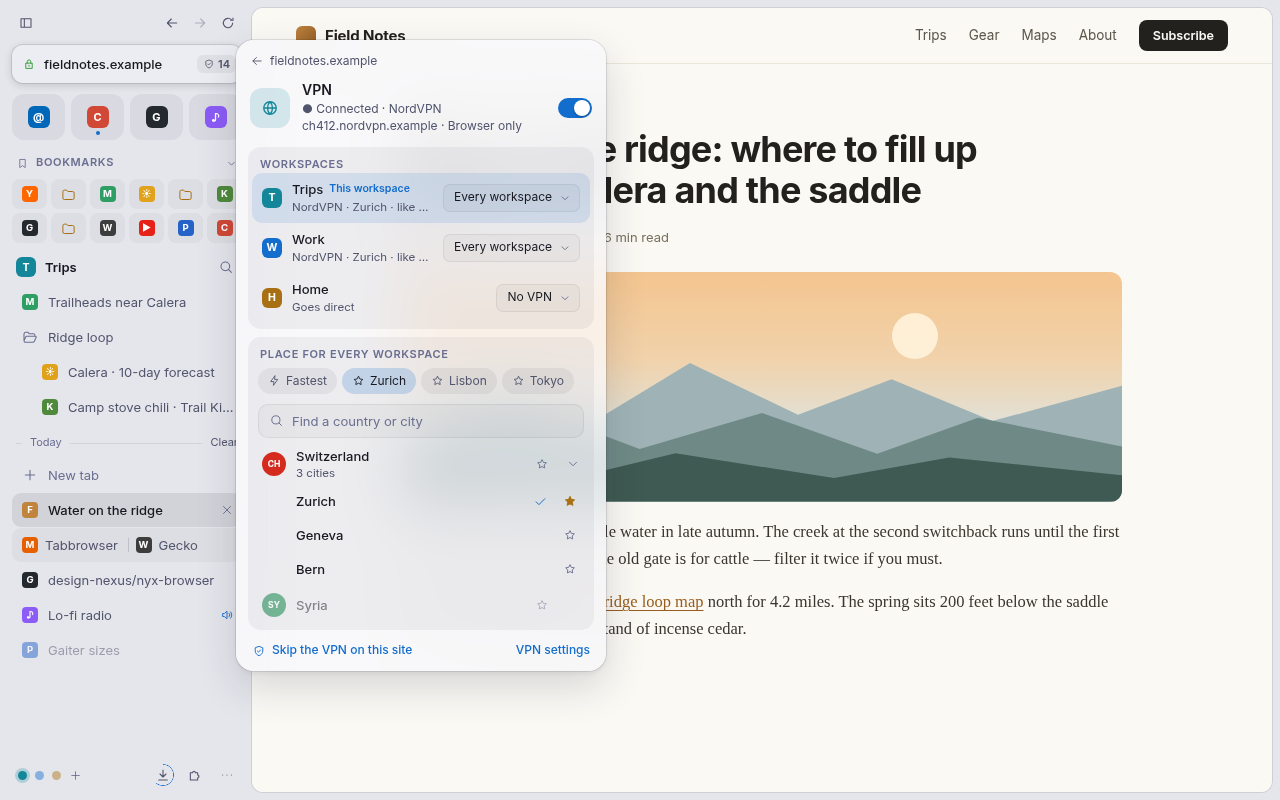 fieldnotes.example
14
@
C
G
BOOKMARKS
Y
M
K
G
W
P
C
T Trips
M Trailheads near Calera
Ridge loop
Calera · 10-day forecast
K Camp stove chili · Trail Ki...
Today
Clear
New tab
F Water on the ridge
M Tabbrowser
W Gecko
G design-nexus/nyx-browser
Lo-fi radio
P Gaiter sizes
fieldnotes.example
VPN
Connected · NordVPN
ch412.nordvpn.example · Browser only
WORKSPACES
T Trips This workspace
NordVPN · Zurich · like ...
Every workspace
W Work
NordVPN · Zurich · like ...
Every workspace
H Home
Goes direct
No VPN
PLACE FOR EVERY WORKSPACE
Fastest
Zurich
Lisbon
Tokyo
Find a country or city
CH Switzerland
3 cities
Zurich
Geneva
Bern
SY Syria
Skip the VPN on this site
VPN settings
Field Notes
Trips
Gear
Maps
About
Subscribe
e ridge: where to fill up
lera and the saddle
6 min read
le water in late autumn. The creek at the second switchback runs until the first
e old gate is for cattle — filter it twice if you must.
ridge loop map north for 4.2 miles. The spring sits 200 feet below the saddle
tand of incense cedar.